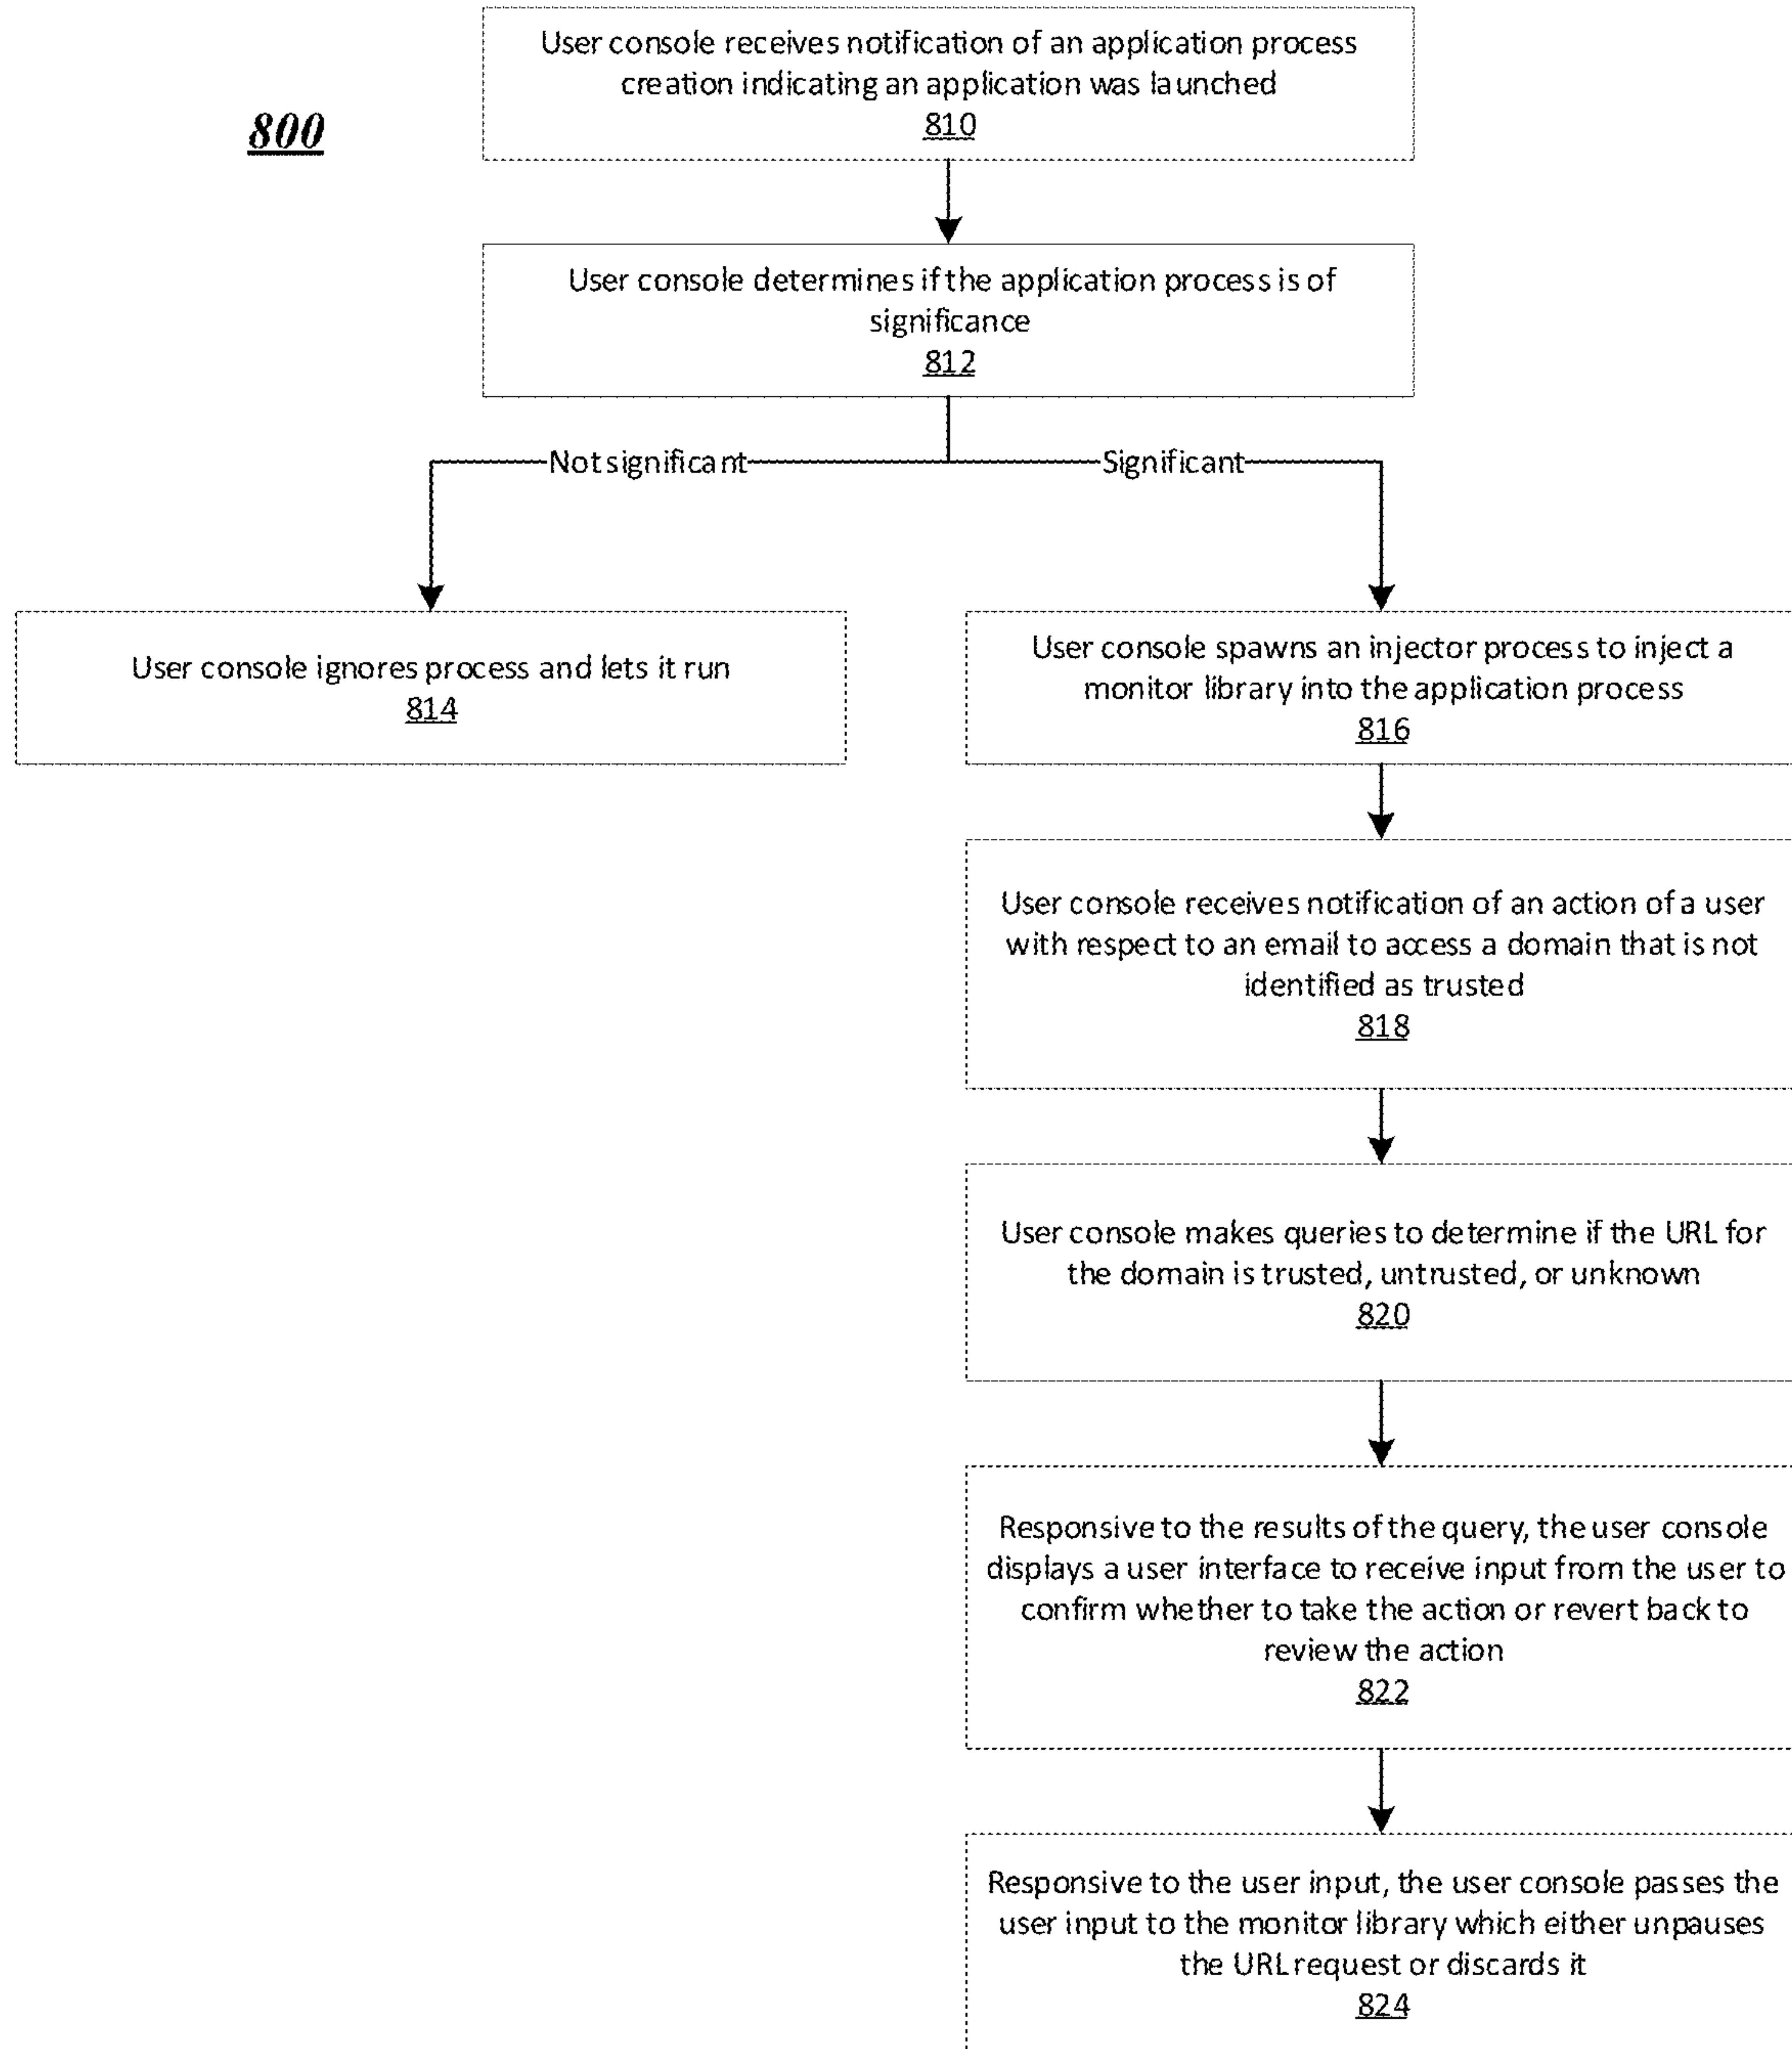 User console receives notification of an application process
creation indicating an application was launched
810
800
User console determines if the application process is of
significance
812
Not significant
Significant
User console ignores process and lets it run
814
User console spawns an injector process to inject a
monitor library into the application process
816
User console receives notification of an action of a user
with respect to an email to access a domain that is not
identified as trusted
818
User console makes queries to determine if the URL for
the domain is trusted, untrusted, or unknown
820
Responsive to the results of the query, the user console
displays a user interface to receive input from the user to
confirm whether to take the action or revert back to
review the action
822
Responsive to the user input, the user console passes the
user input to the monitor library which either unpauses
the URL request or discards it
824